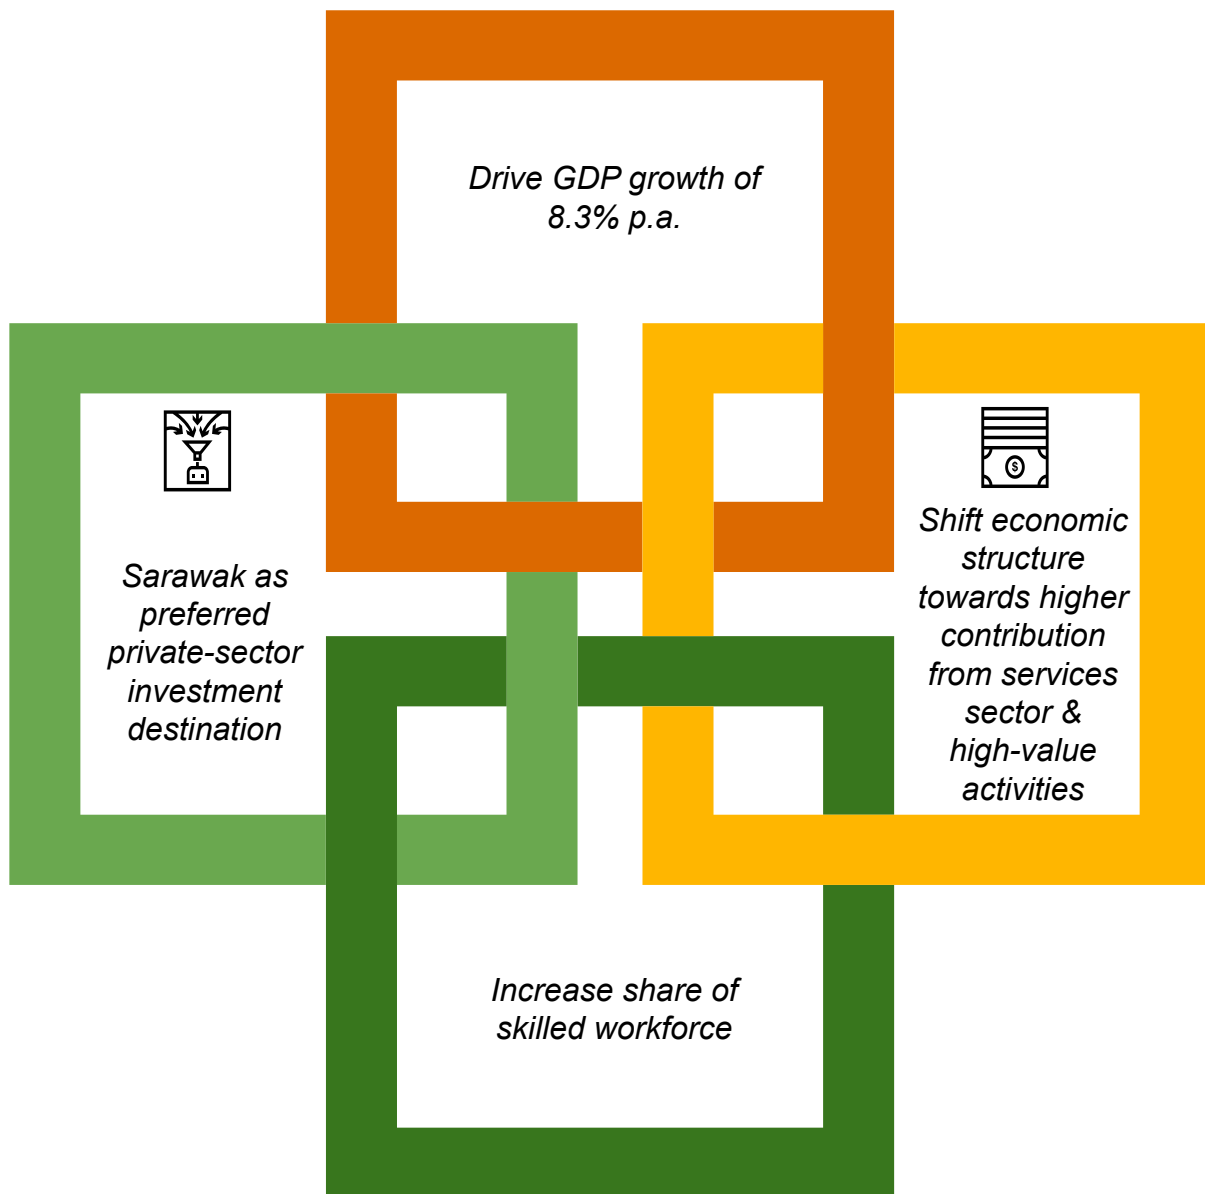 Drive GDP growth of
8.3% p.a.
Sarawak as
preferred
private-sector
investment
destination
$
Shift economic
structure
towards higher
contribution
from services
sector &
high-value
activities
Increase share of
skilled workforce